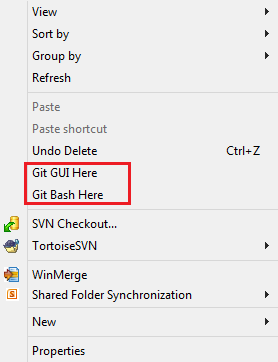 View
Sort by
Group by
Refresh
Paste
Paste shortcut
Undo Delete Ctrl+Z
Git GUI Here
Git Bash Here
SVN Checkout...
TortoiseSVN
WinMerge
Shared Folder Synchronization
New
Properties